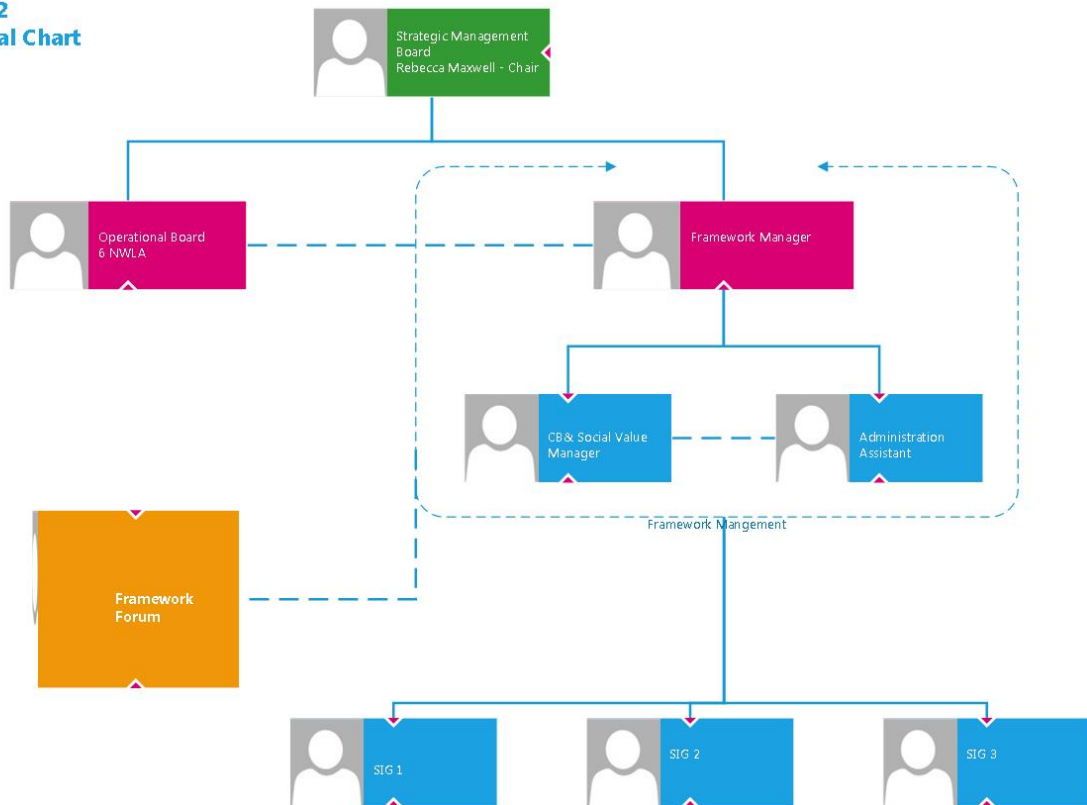 2
al Chart
Strategic Management
Board
Rebecca Maxwell - Chair
Operational Board
6 NWLA
Framework Manager
CB& Social Value
Manager
Administration
Assistant
Framework Mangement
Framework
Forum
SIG 1
SIG 2
SIG 3